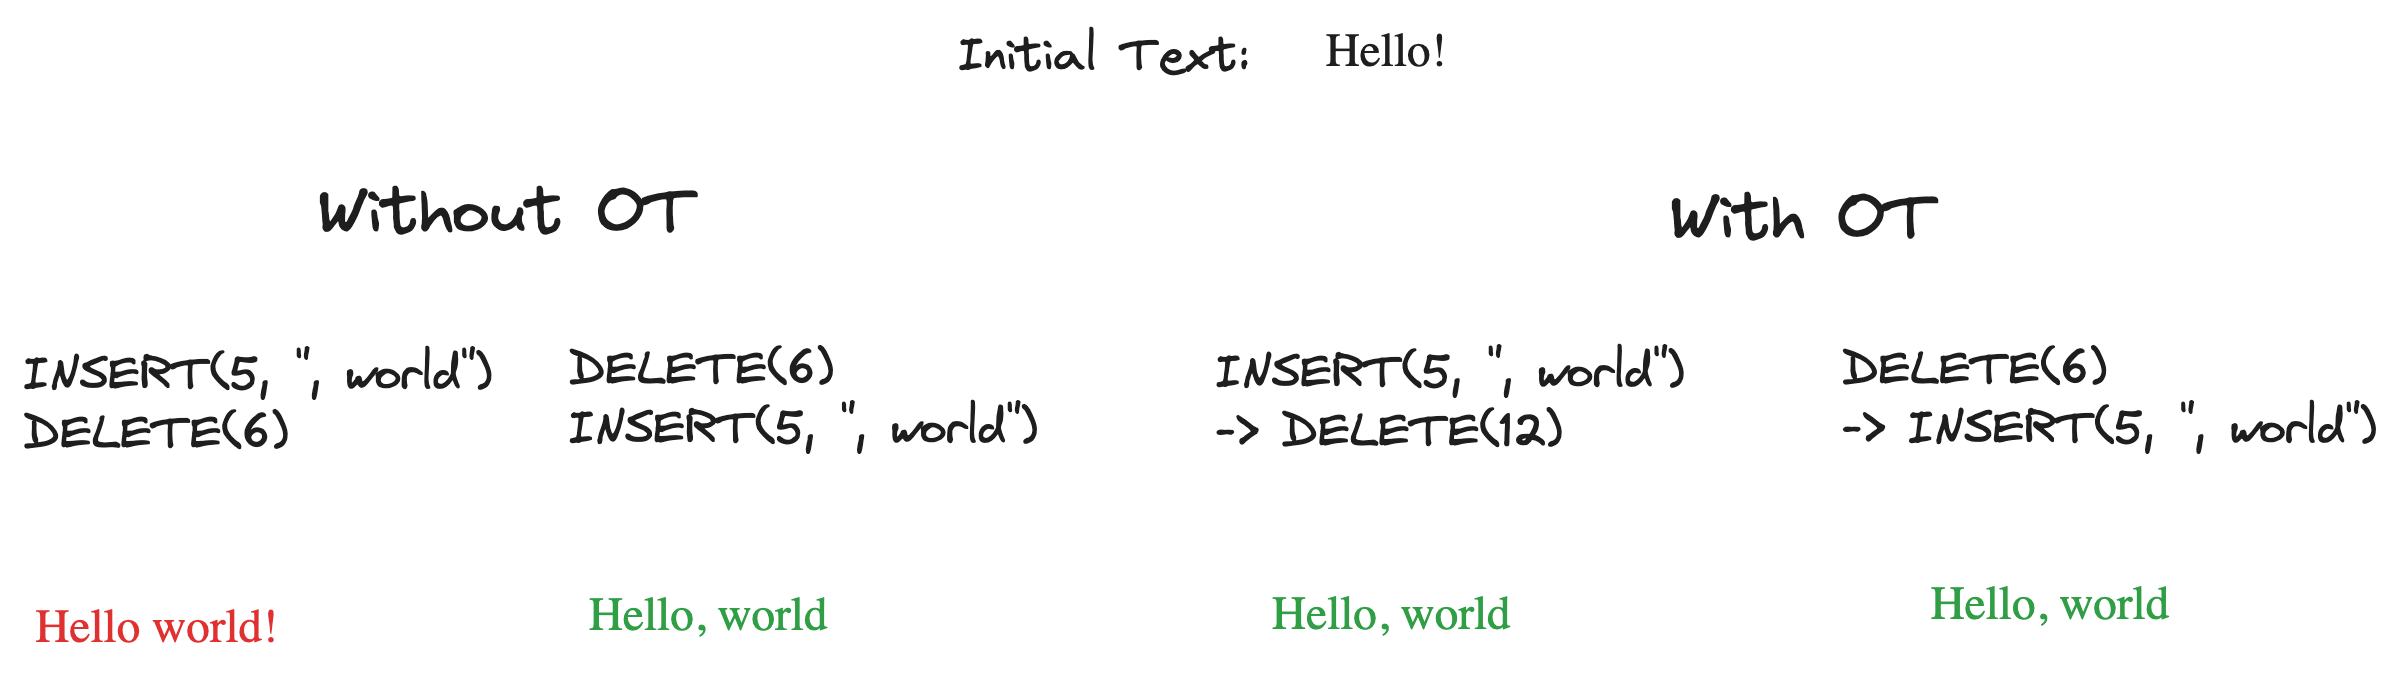 Initial Text: Hello!
Without OT
With OT
INSERT(5, ", world")
DELETE(6)
DELETE(6)
INSERT(5, ", world")
INSERT(5, ", world")
-> DELETE(12)
DELETE(6)
-> INSERT(5, ", world")
Hello world!
Hello, world
Hello, world
Hello, world